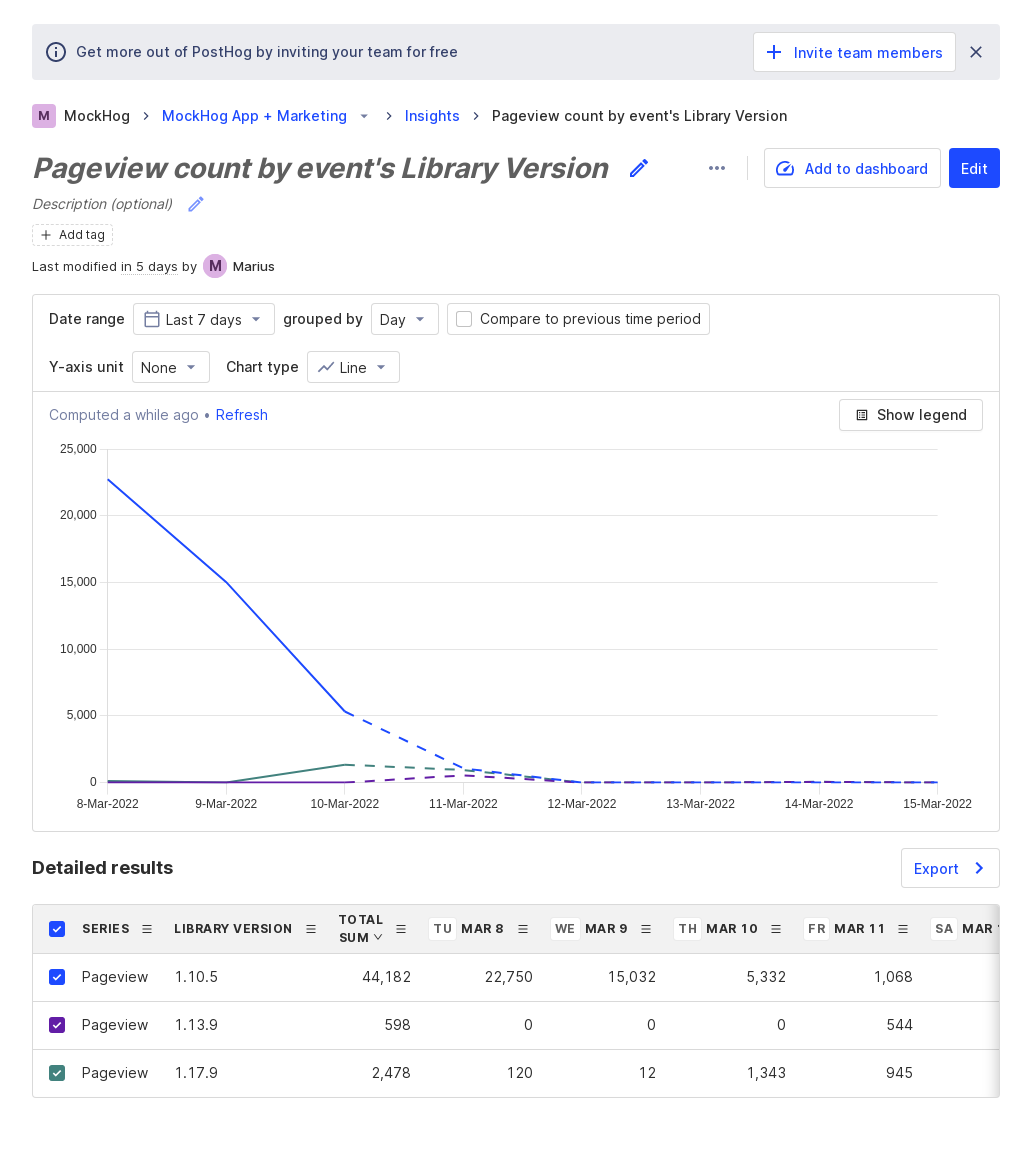 Get more out of PostHog by inviting your team for free
Invite team members
M MockHog MockHog App + Marketing Insights Pageview count by event's Library Version
Pageview count by event's Library Version
Add to dashboard Edit
Description (optional)
Add tag
Last modified in 5 days by M Marius
Date range Last 7 days grouped by Day Compare to previous time period
Y-axis unit None Chart type Line
Computed a while ago • Refresh Show legend
25,000
20,000
15,000
10,000
5,000
0
8-Mar-2022 9-Mar-2022 10-Mar-2022 11-Mar-2022 12-Mar-2022 13-Mar-2022 14-Mar-2022 15-Mar-2022
Detailed results Export
SERIES LIBRARY VERSION TOTAL SUM TU MAR 8 WE MAR 9 TH MAR 10 FR MAR 11 SA MAR
Pageview 1.10.5 44,182 22,750 15,032 5,332 1,068
Pageview 1.13.9 598 0 0 0 544
Pageview 1.17.9 2,478 120 12 1,343 945